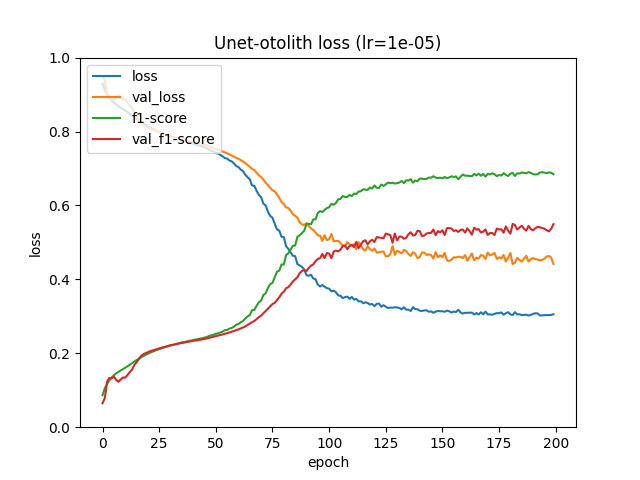 Unet-otolith loss (lr=1e-05)
loss
val_loss
f1-score
val_f1-score
1.0
0.8
0.6
0.4
0.2
0.0
loss
0 25 50 75 100 125 150 175 200
epoch